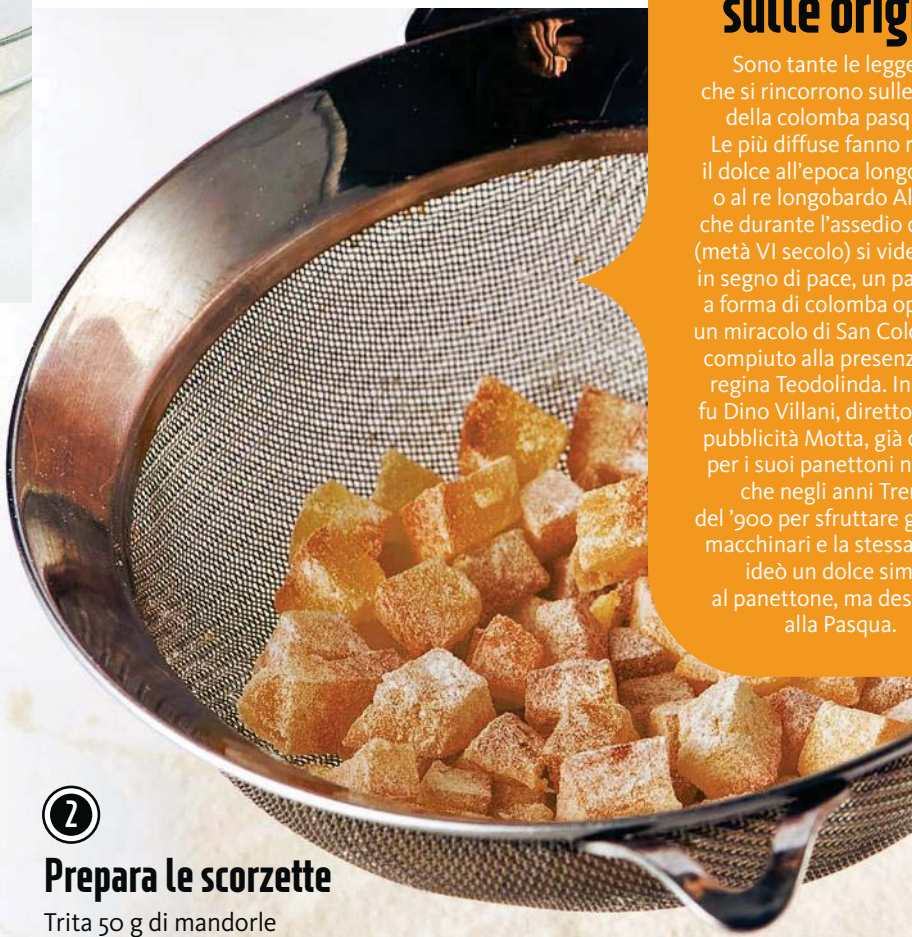 sulle orig
Sono tante le legge
che si rincorrono sulle
della colomba pasq
Le più diffuse fanno r
il dolce all'epoca longo
o al re longobardo Al
che durante l'assedio d
(metà VI secolo) si vide
in segno di pace, un pa
a forma di colomba op
un miracolo di San Colo
compiuto alla presenz
regina Teodolinda. In
fu Dino Villani, diretto
pubblicità Motta, già c
per i suoi panettoni n
che negli anni Tren
del '900 per sfruttare g
macchinari e la stessa
ideò un dolce sim
al panettone, ma des
alla Pasqua.
2
Prepara le scorzette
Trita 50 g di mandorle